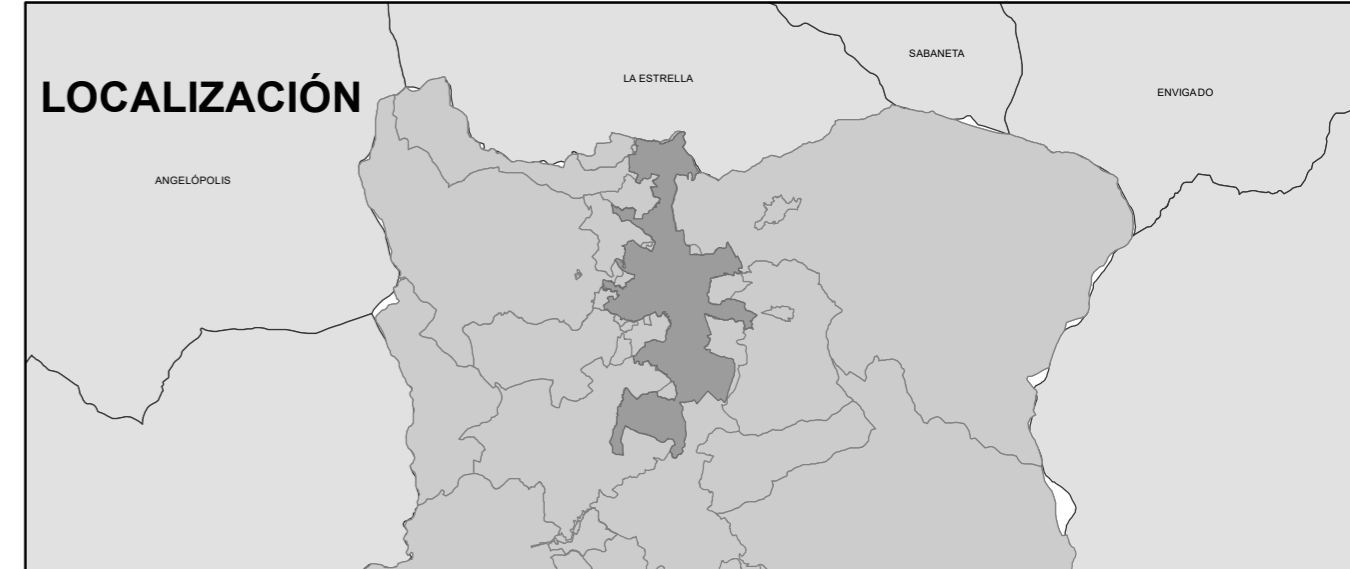 SABANETA
LA ESTRELLA
LOCALIZACIÓN
ENVIGADO
ANGELÓPOLIS